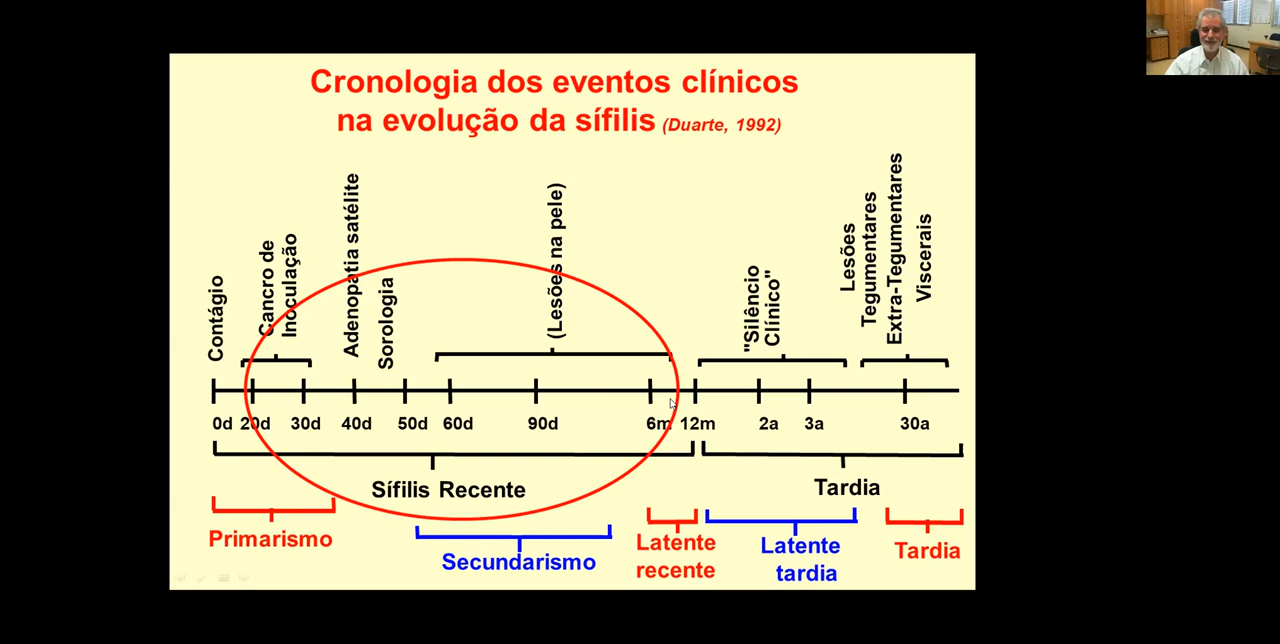 Cronologia dos eventos clínicos
na evolução da sífilis (Duarte, 1992)
Contágio
Cancro de
Inoculação
Adenopatia satélite
Sorologia
(Lesões na pele)
"Silêncio
Clínico"
Lesões
Tegumentares
Extra-Tegumentares
Viscerais
0d 20d 30d 40d 50d 60d 90d 6m 12m 2a 3a 30a
Sífilis Recente
Tardia
Primarismo
Secundarismo
Latente
recente
Latente
tardia
Tardia